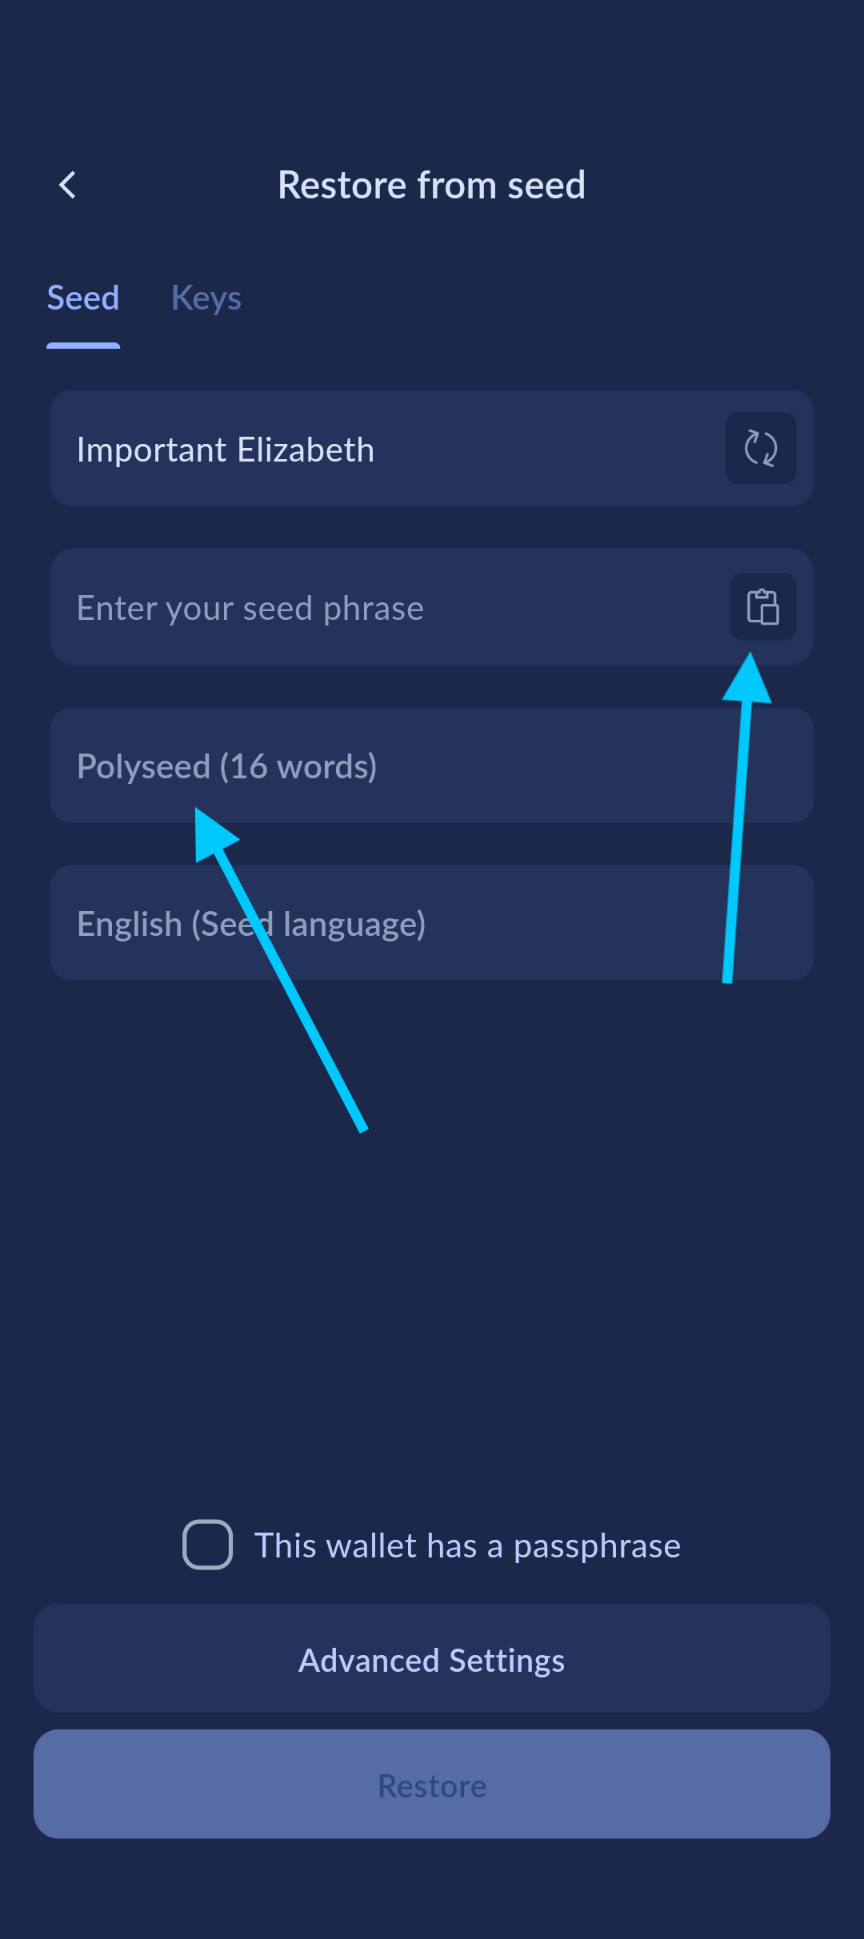 Restore from seed
Seed Keys
Important Elizabeth
Enter your seed phrase
Polyseed (16 words)
English (Seed language)
This wallet has a passphrase
Advanced Settings
Restore